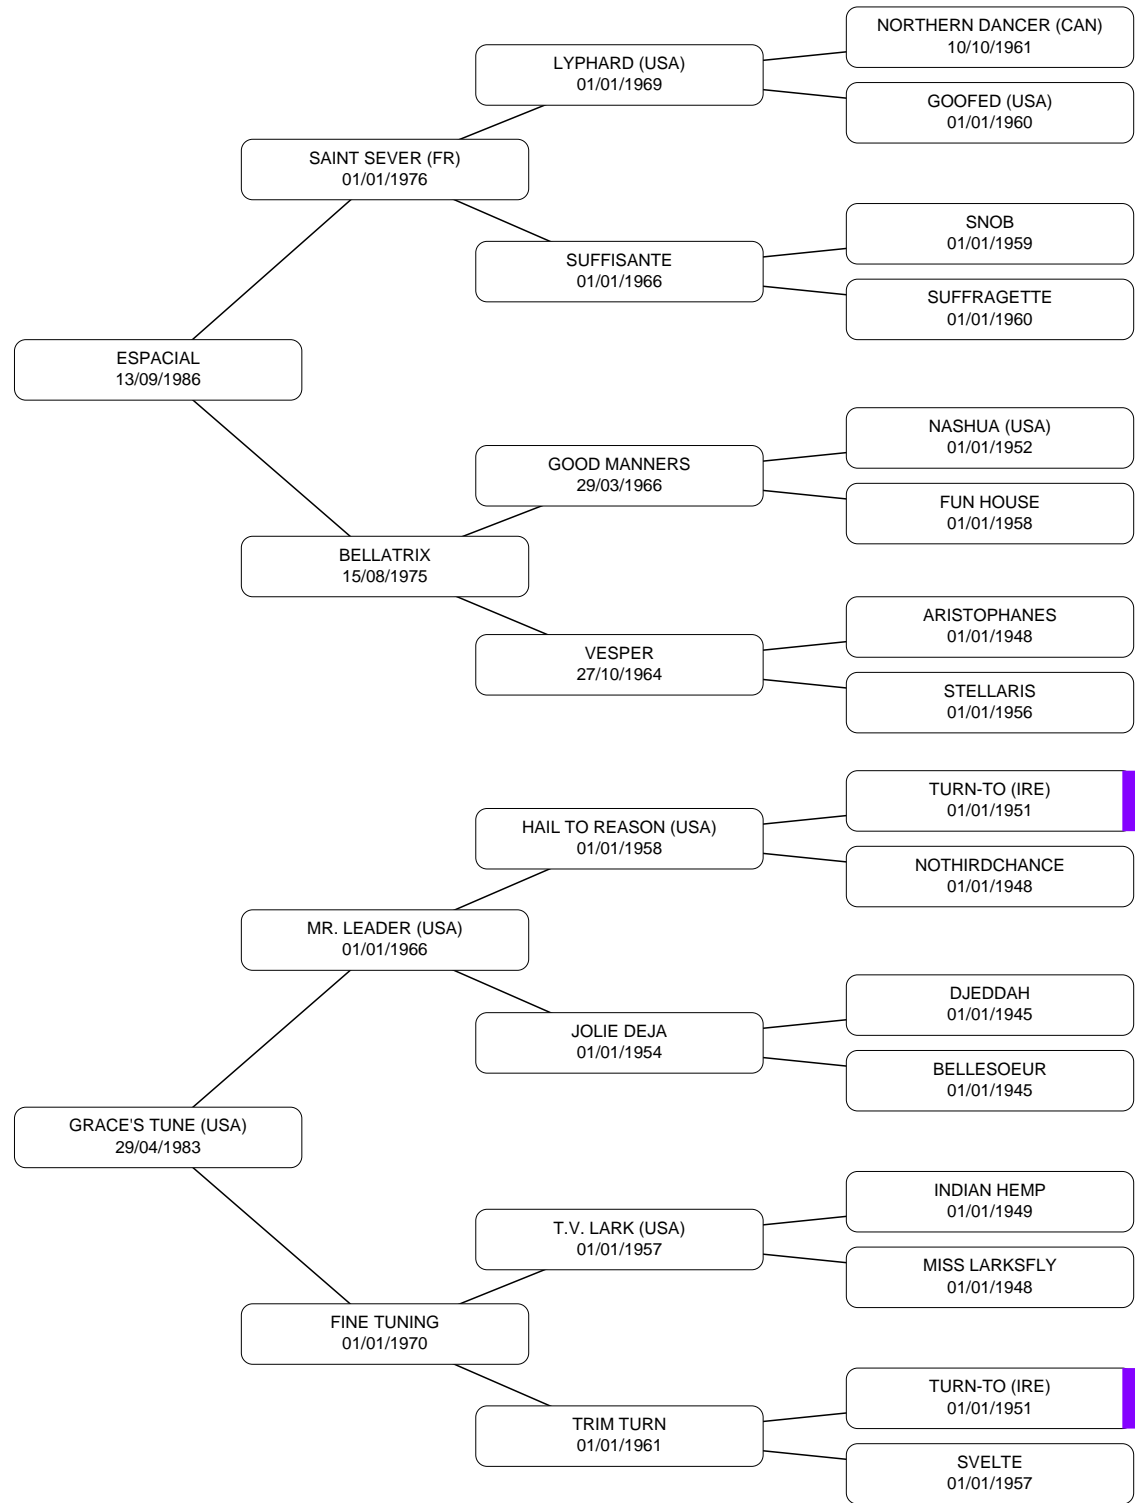 NORTHERN DANCER (CAN)
10/10/1961
LYPHARD (USA)
01/01/1969
GOOFED (USA)
01/01/1960
SAINT SEVER (FR)
01/01/1976
SNOB
01/01/1959
SUFFISANTE
01/01/1966
SUFFRAGETTE
01/01/1960
ESPACIAL
13/09/1986
NASHUA (USA)
01/01/1952
GOOD MANNERS
29/03/1966
FUN HOUSE
01/01/1958
BELLATRIX
15/08/1975
ARISTOPHANES
01/01/1948
VESPER
27/10/1964
STELLARIS
01/01/1956
TURN-TO (IRE)
01/01/1951
HAIL TO REASON (USA)
01/01/1958
NOTHIRDCHANCE
01/01/1948
MR. LEADER (USA)
01/01/1966
DJEDDAH
01/01/1945
JOLIE DEJA
01/01/1954
BELLESOEUR
01/01/1945
GRACE'S TUNE (USA)
29/04/1983
INDIAN HEMP
01/01/1949
T.V. LARK (USA)
01/01/1957
MISS LARKSFLY
01/01/1948
FINE TUNING
01/01/1970
TURN-TO (IRE)
01/01/1951
TRIM TURN
01/01/1961
SVELTE
01/01/1957